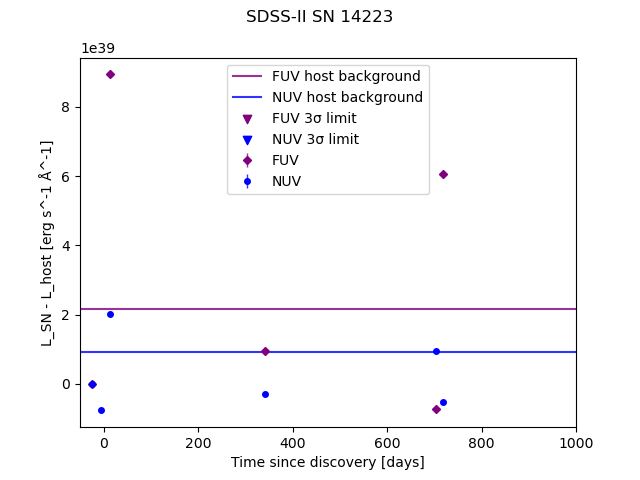 SDSS-II SN 14223
1e39
FUV host background
NUV host background
FUV 3σ limit
NUV 3σ limit
FUV
NUV
8
6
4
2
0
L_SN - L_host [erg s^-1 Å^-1]
0 200 400 600 800 1000
Time since discovery [days]